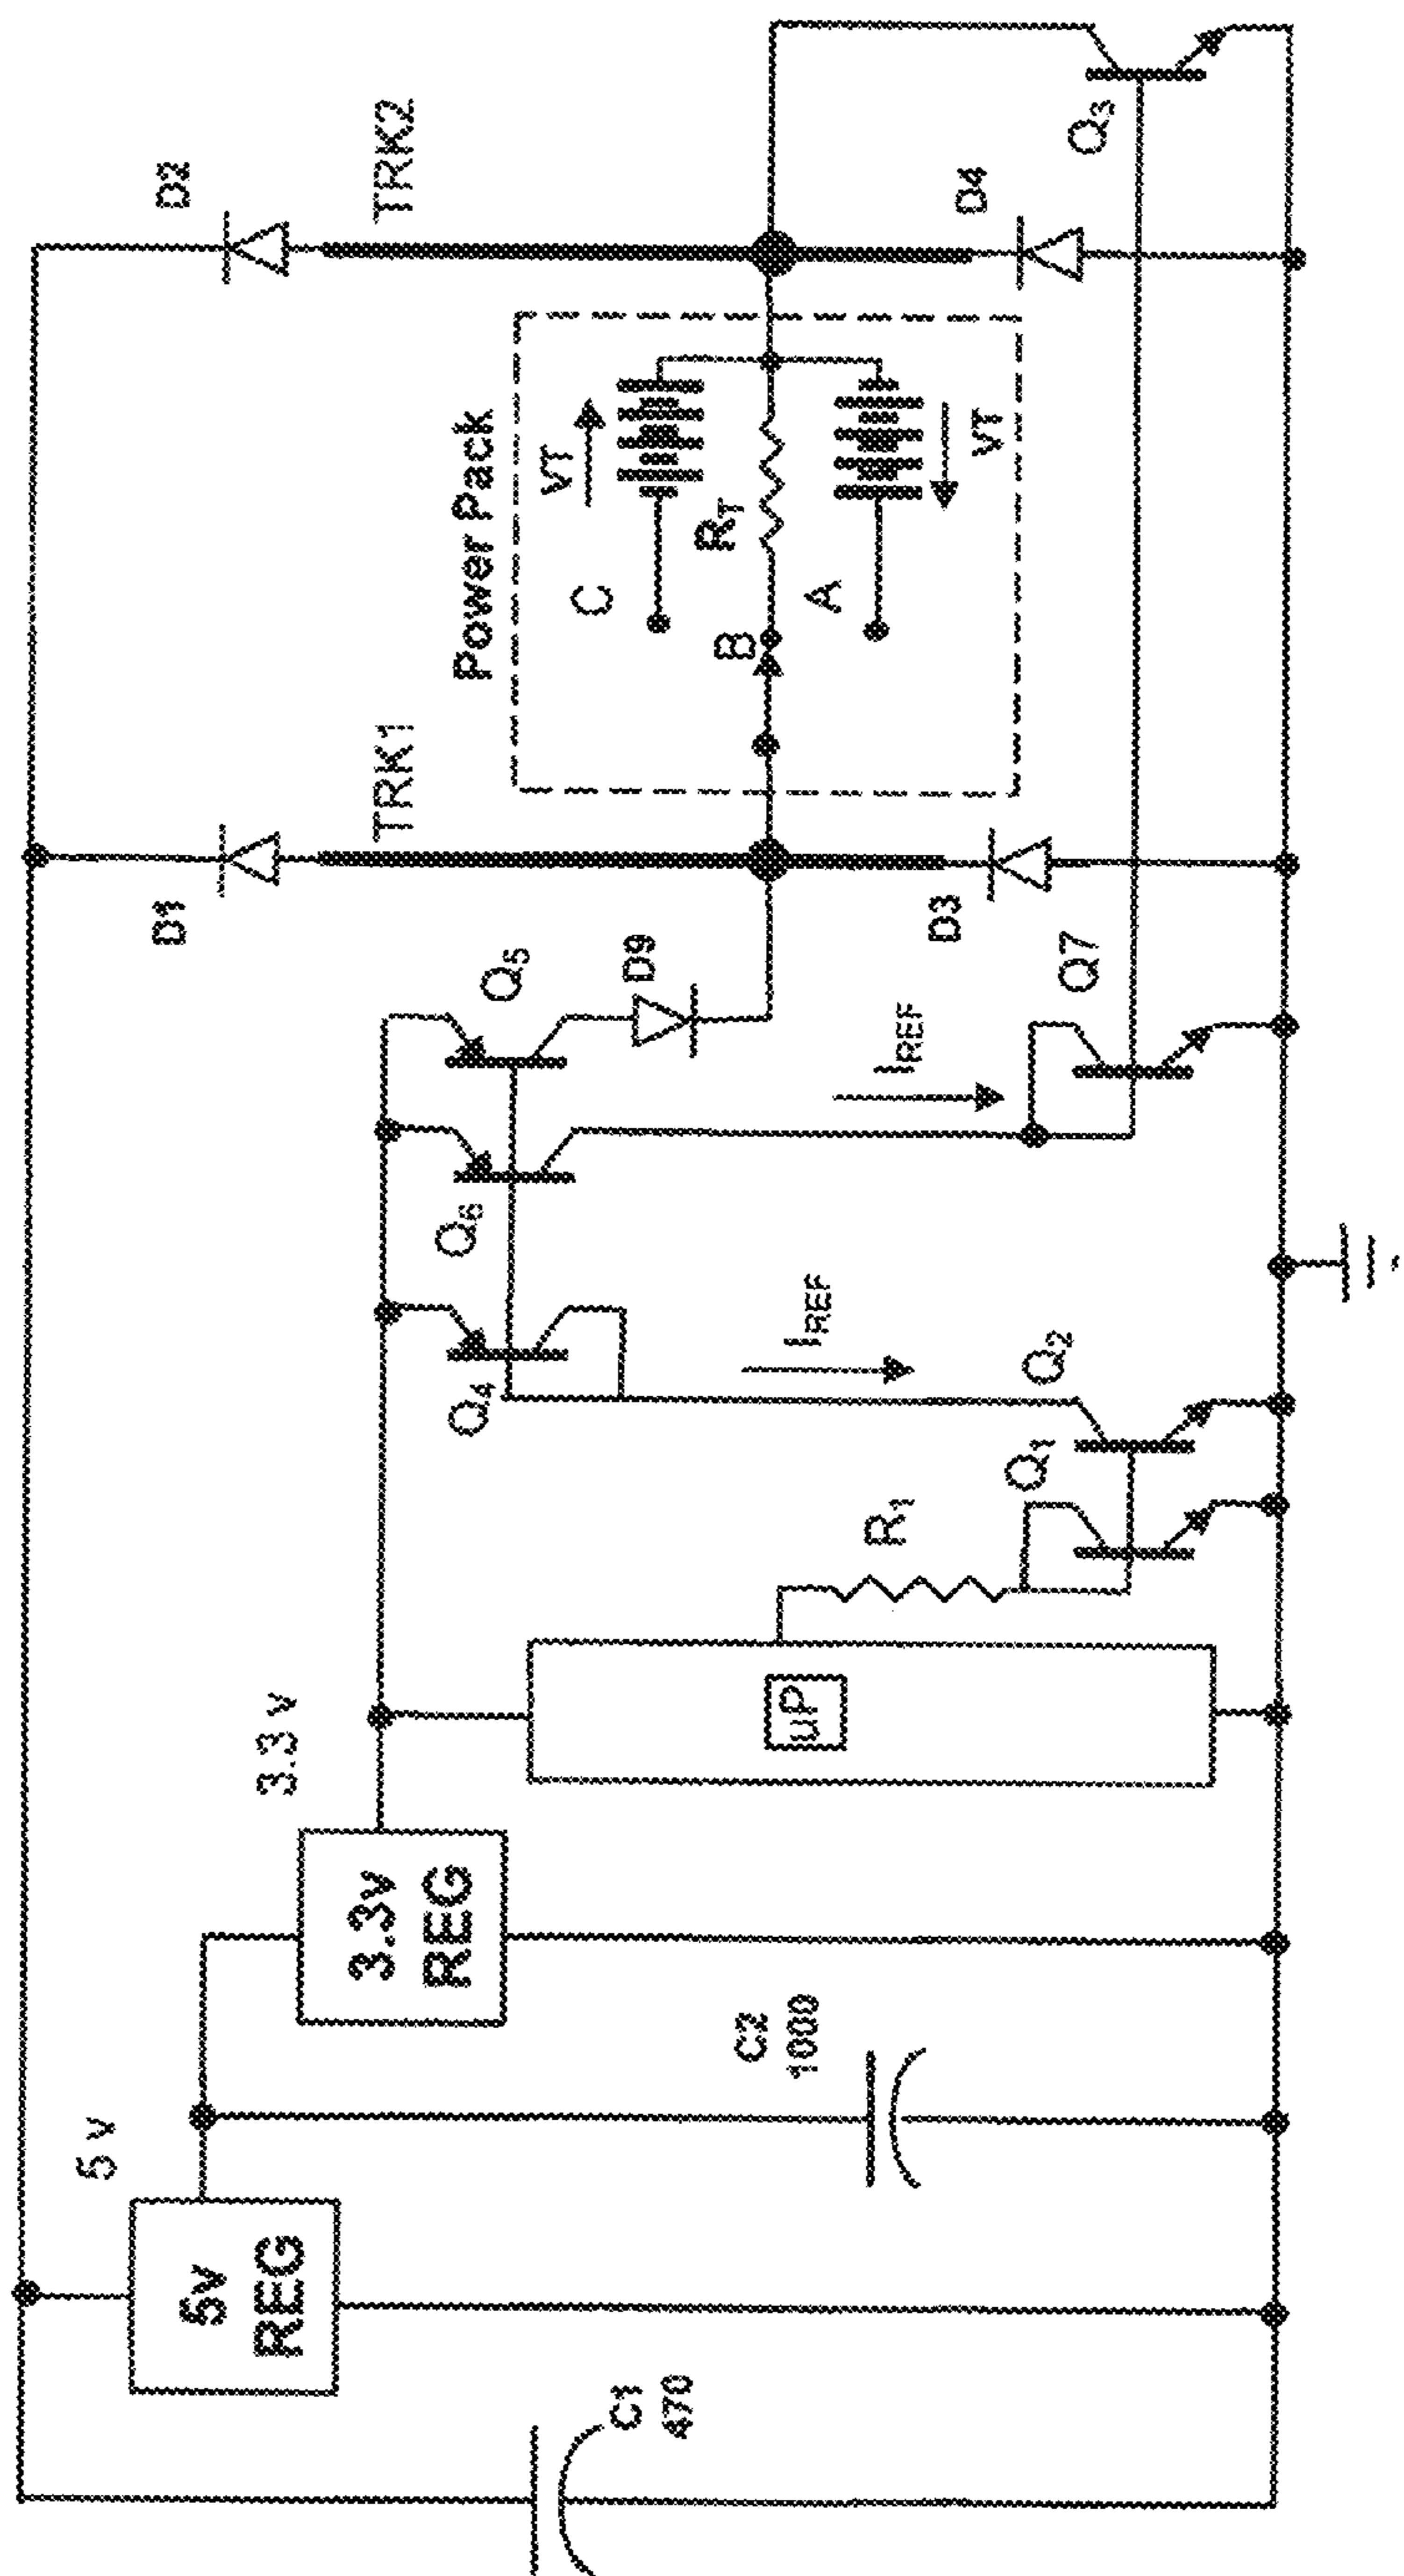 5v
REG
5 v
C1
470
C2
1000
3.3v
REG
3.3 v
uP
R1
Q1
Q2
IREF
Q4
Q6
Q5
D9
IREF
Q7
D1
D3
TRK1
Power Pack
C
B
A
VT
RT
VT
D2
TRK2
D4
Q3